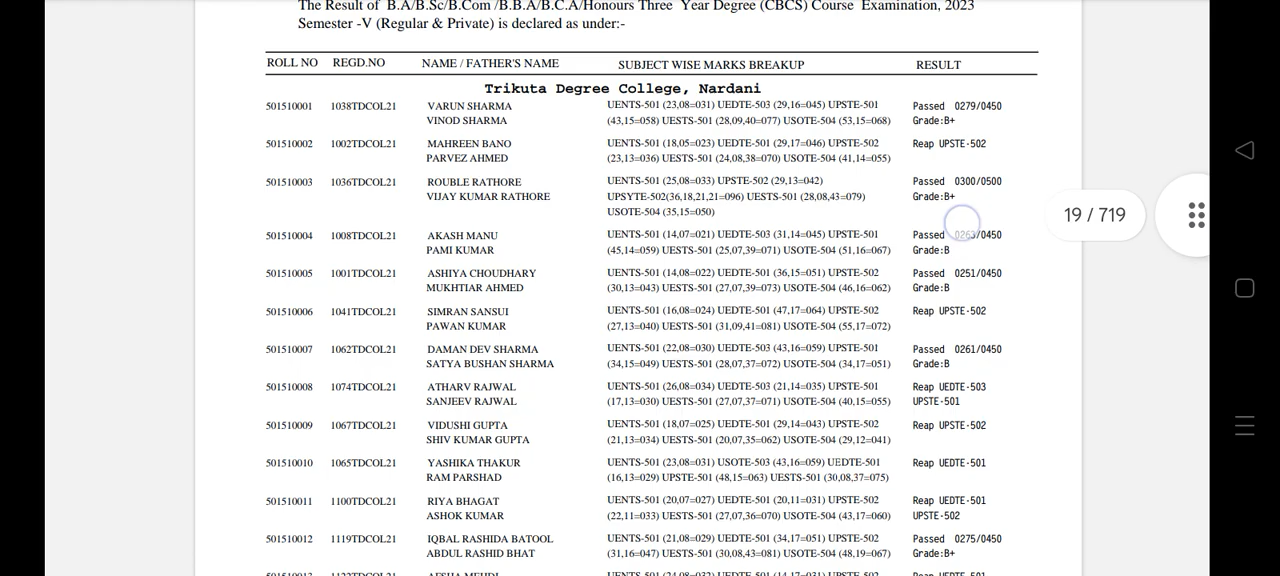 The Result of B.A/B.Sc/B.Com /B.B.A/B.C.A/Honours Three Year Degree (CBCS) Course Examination, 2023
Semester -V (Regular & Private) is declared as under:-
ROLL NO REGD.NO NAME / FATHER'S NAME SUBJECT WISE MARKS BREAKUP RESULT
Trikuta Degree College, Nardani
501510001 1038TDCOL21 VARUN SHARMA UENTS-501 (23,08=031) UEDTE-503 (29,16=045) UPSTE-501 Passed 0279/0450
VINOD SHARMA (43,15=058) UESTS-501 (28,09,40=077) USOTE-504 (53,15=068) Grade:B+
501510002 1002TDCOL21 MAHREEN BANO UENTS-501 (18,05=023) UEDTE-501 (29,17=046) UPSTE-502 Reap UPSTE-502
PARVEZ AHMED (23,13=036) UESTS-501 (24,08,38=070) USOTE-504 (41,14=055)
501510003 1036TDCOL21 ROUBLE RATHORE UENTS-501 (25,08=033) UPSTE-502 (29,13=042) Passed 0300/0500
VIJAY KUMAR RATHORE UPSYTE-502(36,18,21,21=096) UESTS-501 (28,08,43=079) Grade:B+
USOTE-504 (35,15=050)
19 / 719
501510004 1008TDCOL21 AKASH MANU UENTS-501 (14,07=021) UEDTE-503 (31,14=045) UPSTE-501 Passed 0263/0450
PAMI KUMAR (45,14=059) UESTS-501 (25,07,39=071) USOTE-504 (51,16=067) Grade:B
501510005 1001TDCOL21 ASHIYA CHOUDHARY UENTS-501 (14,08=022) UEDTE-501 (36,15=051) UPSTE-502 Passed 0251/0450
MUKHTIAR AHMED (30,13=043) UESTS-501 (27,07,39=073) USOTE-504 (46,16=062) Grade:B
501510006 1041TDCOL21 SIMRAN SANSUI UENTS-501 (16,08=024) UEDTE-501 (47,17=064) UPSTE-502 Reap UPSTE-502
PAWAN KUMAR (27,13=040) UESTS-501 (31,09,41=081) USOTE-504 (55,17=072)
501510007 1062TDCOL21 DAMAN DEV SHARMA UENTS-501 (22,08=030) UEDTE-503 (43,16=059) UPSTE-501 Passed 0261/0450
SATYA BUSHAN SHARMA (34,15=049) UESTS-501 (28,07,37=072) USOTE-504 (34,17=051) Grade:B
501510008 1074TDCOL21 ATHARV RAJWAL UENTS-501 (26,08=034) UEDTE-503 (21,14=035) UPSTE-501 Reap UEDTE-503
SANJEEV RAJWAL (17,13=030) UESTS-501 (27,07,37=071) USOTE-504 (40,15=055) UPSTE-501
501510009 1067TDCOL21 VIDUSHI GUPTA UENTS-501 (18,07=025) UEDTE-501 (29,14=043) UPSTE-502 Reap UPSTE-502
SHIV KUMAR GUPTA (21,13=034) UESTS-501 (20,07,35=062) USOTE-504 (29,12=041)
501510010 1065TDCOL21 YASHIKA THAKUR UENTS-501 (23,08=031) USOTE-503 (43,16=059) UEDTE-501 Reap UEDTE-501
RAM PARSHAD (16,13=029) UPSTE-501 (48,15=063) UESTS-501 (30,08,37=075)
501510011 1100TDCOL21 RIYA BHAGAT UENTS-501 (20,07=027) UEDTE-501 (20,11=031) UPSTE-502 Reap UEDTE-501
ASHOK KUMAR (22,11=033) UESTS-501 (27,07,36=070) USOTE-504 (43,17=060) UPSTE-502
501510012 1119TDCOL21 IQBAL RASHIDA BATOOL UENTS-501 (21,08=029) UEDTE-501 (34,17=051) UPSTE-502 Passed 0275/0450
ABDUL RASHID BHAT (31,16=047) UESTS-501 (30,08,43=081) USOTE-504 (48,19=067) Grade:B+